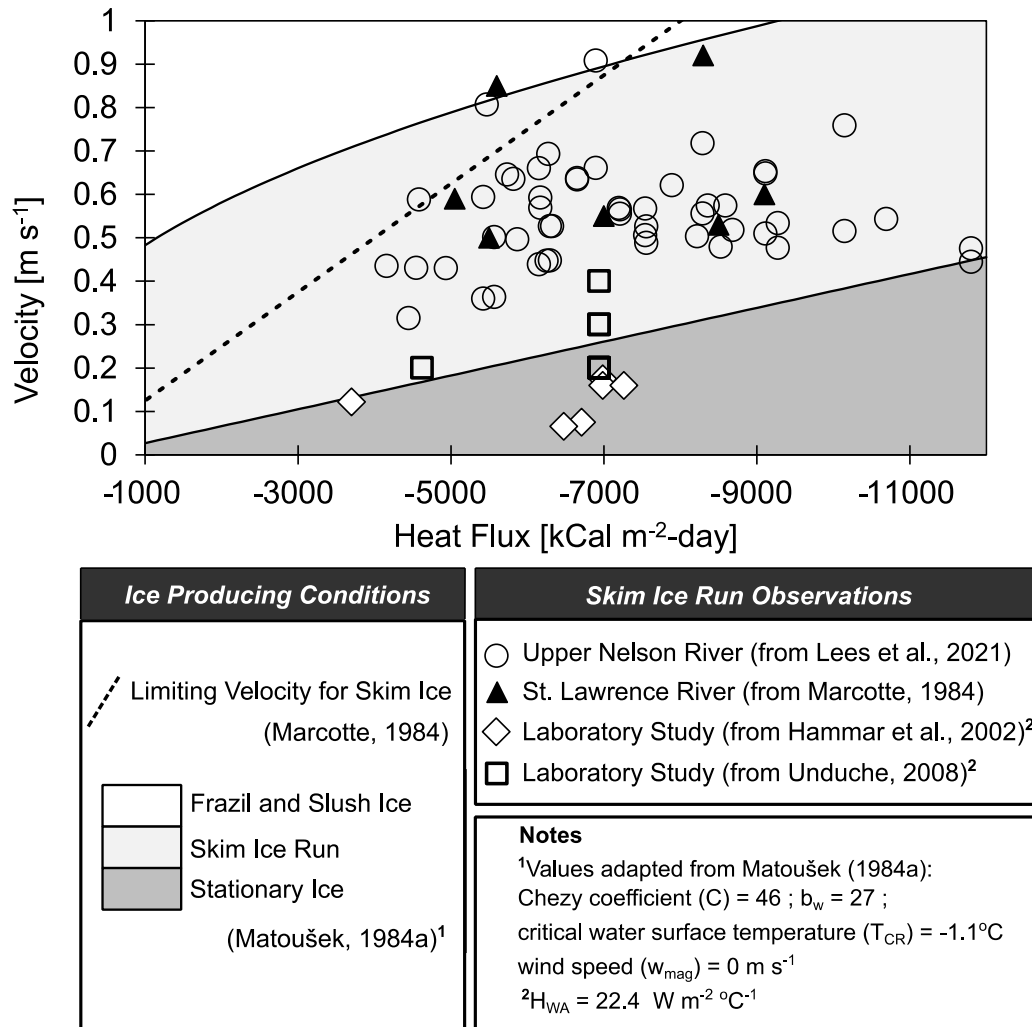 1
0.9
0.8
0.7
0.6
0.5
0.4
0.3
0.2
0.1
0
Velocity [m s⁻¹]
-1000 -3000 -5000 -7000 -9000 -11000
Heat Flux [kCal m⁻²-day]
Ice Producing Conditions
Limiting Velocity for Skim Ice
(Marcotte, 1984)
Frazil and Slush Ice
Skim Ice Run
Stationary Ice
(Matoušek, 1984a)¹
Skim Ice Run Observations
Upper Nelson River (from Lees et al., 2021)
St. Lawrence River (from Marcotte, 1984)
Laboratory Study (from Hammar et al., 2002)²
Laboratory Study (from Unduche, 2008)²
Notes
¹Values adapted from Matoušek (1984a):
Chezy coefficient (C) = 46 ; b_w = 27 ;
critical water surface temperature (T_CR) = -1.1°C
wind speed (w_mag) = 0 m s⁻¹
²H_WA = 22.4 W m⁻² °C⁻¹